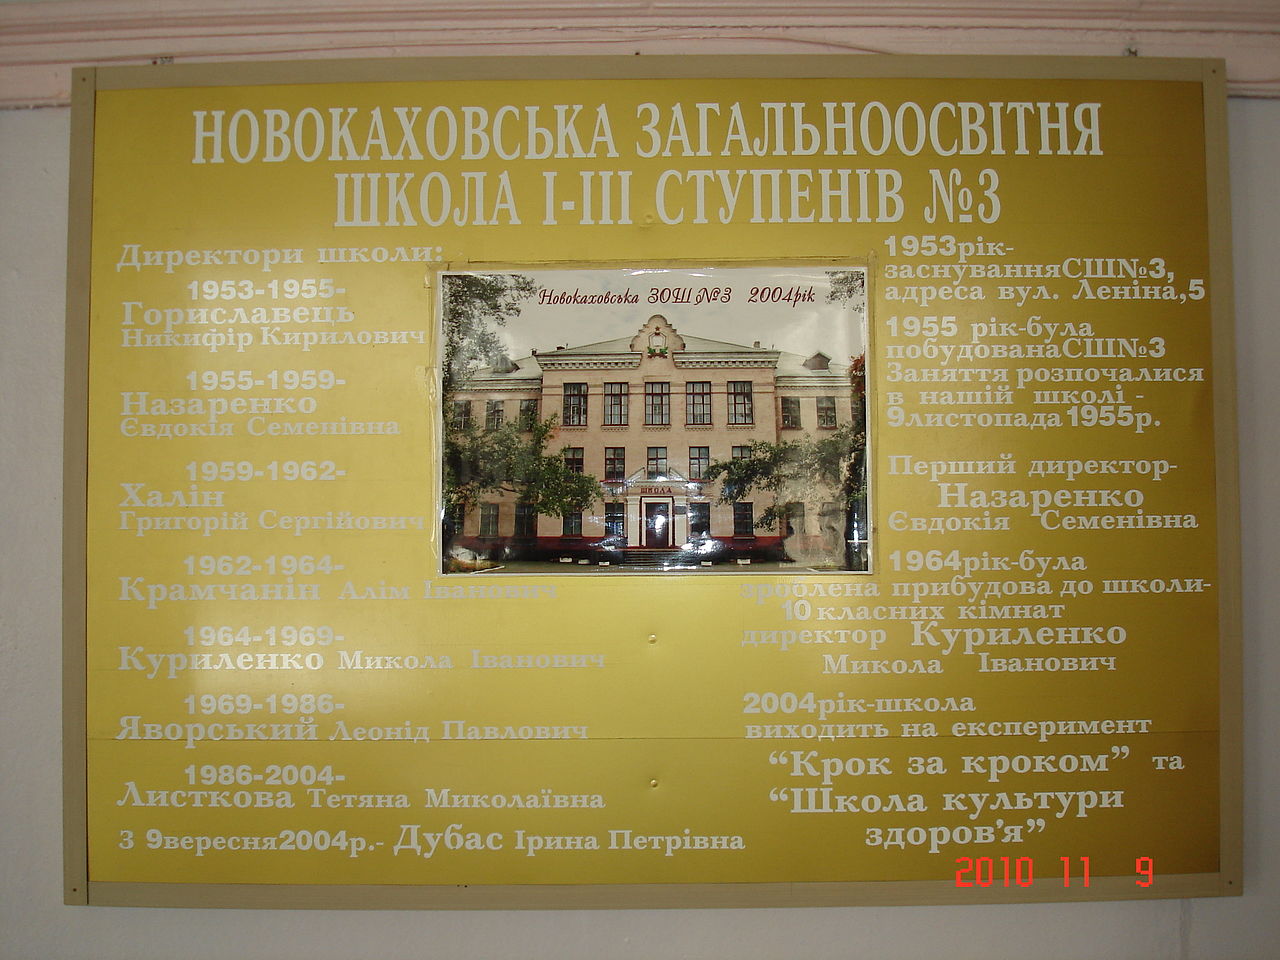 НОВОКАХОВСЬКА ЗАГАЛЬНООСВІТНЯ
ШКОЛА І-ІІІ СТУПЕНІВ №3
Директори школи:
1953-1955-
Гориславець
Никифір Кирилович
1955-1959-
Назаренко
Євдокія Семенівна
1959-1962-
Халін
Григорій Сергійович
1962-1964-
Крамчанін Алім Іванович
1964-1969-
Куриленко Микола Іванович
1969-1986-
Яворський Леонід Павлович
1986-2004-
Листкова Тетяна Миколаївна
З 9вересня2004р.- Дубас Ірина Петрівна
Новокаховська ЗОШ №3 2004рік
ШКОЛА
1953рік-
заснуванняСШ№3,
адреса вул. Леніна,5
1955 рік-була
побудованаСШ№3
Заняття розпочалися
в нашій школі -
9листопада 1955р.
Перший директор-
Назаренко
Євдокія Семенівна
1964рік-була
зроблена прибудова до школи-
10 класних кімнат
директор Куриленко
Микола Іванович
2004рік-школа
виходить на експеримент
“Крок за кроком” та
“Школа культури
здоров'я”
2010 11 9